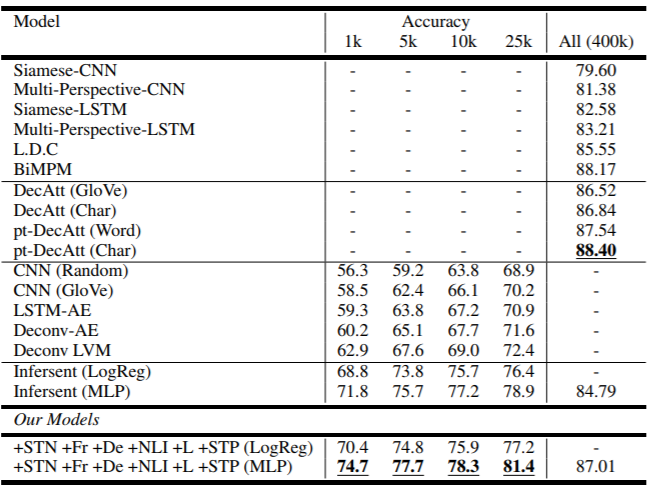 Model Accuracy
1k 5k 10k 25k All (400k)
Siamese-CNN - - - - 79.60
Multi-Perspective-CNN - - - - 81.38
Siamese-LSTM - - - - 82.58
Multi-Perspective-LSTM - - - - 83.21
L.D.C - - - - 85.55
BiMPM - - - - 88.17
DecAtt (GloVe) - - - - 86.52
DecAtt (Char) - - - - 86.84
pt-DecAtt (Word) - - - - 87.54
pt-DecAtt (Char) - - - - 88.40
CNN (Random) 56.3 59.2 63.8 68.9 -
CNN (GloVe) 58.5 62.4 66.1 70.2 -
LSTM-AE 59.3 63.8 67.2 70.9 -
Deconv-AE 60.2 65.1 67.7 71.6 -
Deconv LVM 62.9 67.6 69.0 72.4 -
Infersent (LogReg) 68.8 73.8 75.7 76.4 -
Infersent (MLP) 71.8 75.7 77.2 78.9 84.79
Our Models
+STN +Fr +De +NLI +L +STP (LogReg) 70.4 74.8 75.9 77.2 -
+STN +Fr +De +NLI +L +STP (MLP) 74.7 77.7 78.3 81.4 87.01